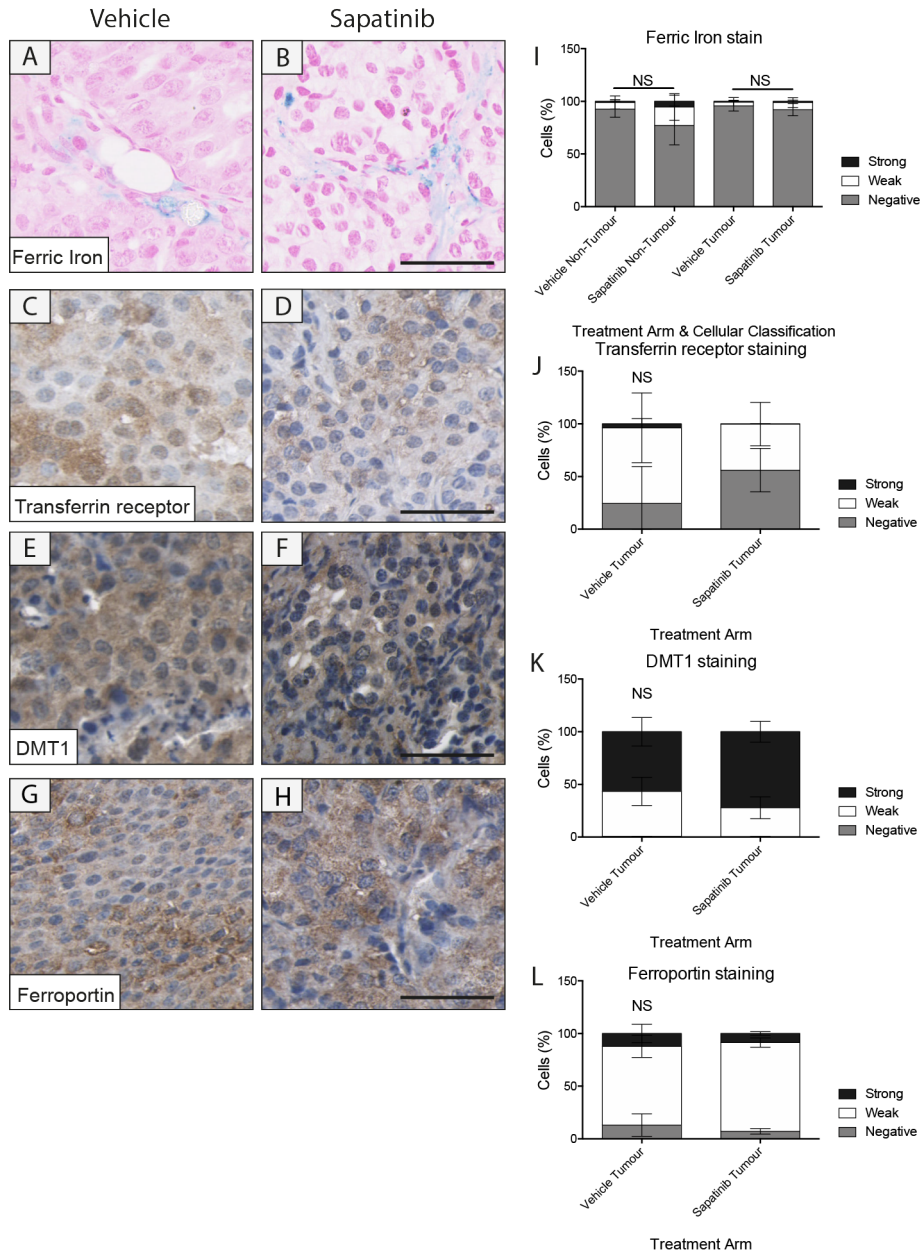 Vehicle
Sapatinib
A
B
Ferric Iron
C
D
Transferrin receptor
E
F
DMT1
G
H
Ferroportin
I
Ferric Iron stain
NS
NS
150
100
50
0
Cells (%)
Strong
Weak
Negative
Vehicle Non-Tumour
Sapatinib Non-Tumour
Vehicle Tumour
Sapatinib Tumour
Treatment Arm & Cellular Classification
J
Transferrin receptor staining
NS
150
100
50
0
Cells (%)
Strong
Weak
Negative
Vehicle Tumour
Sapatinib Tumour
Treatment Arm
K
DMT1 staining
NS
150
100
50
0
Cells (%)
Strong
Weak
Negative
Vehicle Tumour
Sapatinib Tumour
Treatment Arm
L
Ferroportin staining
NS
150
100
50
0
Cells (%)
Strong
Weak
Negative
Vehicle Tumour
Sapatinib Tumour
Treatment Arm